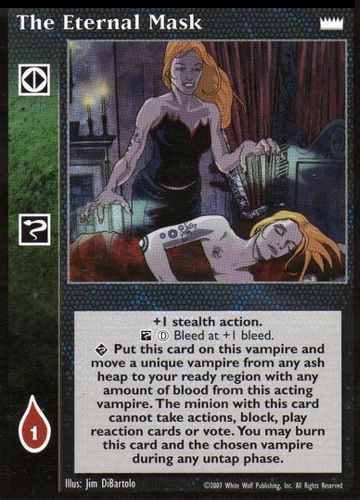 The Eternal Mask
+1 stealth action.
D Bleed at +1 bleed.
Put this card on this vampire and
move a unique vampire from any ash
heap to your ready region with any
amount of blood from this acting
vampire. The minion with this card
cannot take actions, block, play
reaction cards or vote. You may burn
this card and the chosen vampire
during any untap phase.
1
Illus: Jim DiBartolo
©2007 White Wolf Publishing, Inc. All Rights Reserved